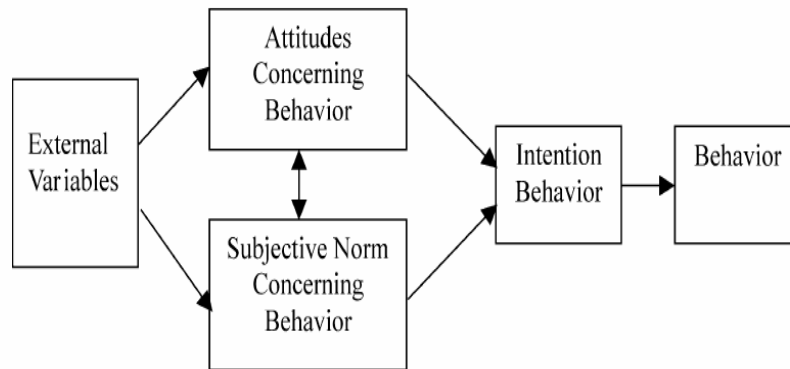 External
Variables
Attitudes
Concerning
Behavior
Subjective Norm
Concerning
Behavior
Intention
Behavior
Behavior